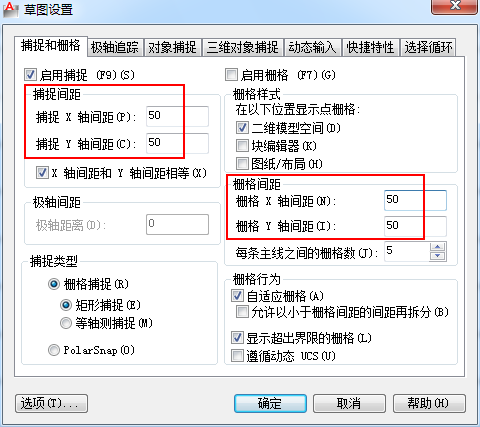 草图设置
捕捉和栅格 极轴追踪 对象捕捉 三维对象捕捉 动态输入 快捷特性 选择循环
启用捕捉 (F9)(S)
捕捉间距
捕捉 X 轴间距(P): 50
捕捉 Y 轴间距(C): 50
X 轴间距和 Y 轴间距相等(X)
极轴间距
极轴距离(D): 0
捕捉类型
栅格捕捉(R)
矩形捕捉(E)
等轴测捕捉(M)
PolarSnap(O)
启用栅格 (F7)(G)
栅格样式
在以下位置显示点栅格:
二维模型空间(D)
块编辑器(K)
图纸/布局(H)
栅格间距
栅格 X 轴间距(N): 50
栅格 Y 轴间距(I): 50
每条主线之间的栅格数(J): 5
栅格行为
自适应栅格(A)
允许以小于栅格间距的间距再拆分(B)
显示超出界限的栅格(L)
遵循动态 UCS(U)
选项(T)... 确定 取消 帮助(H)